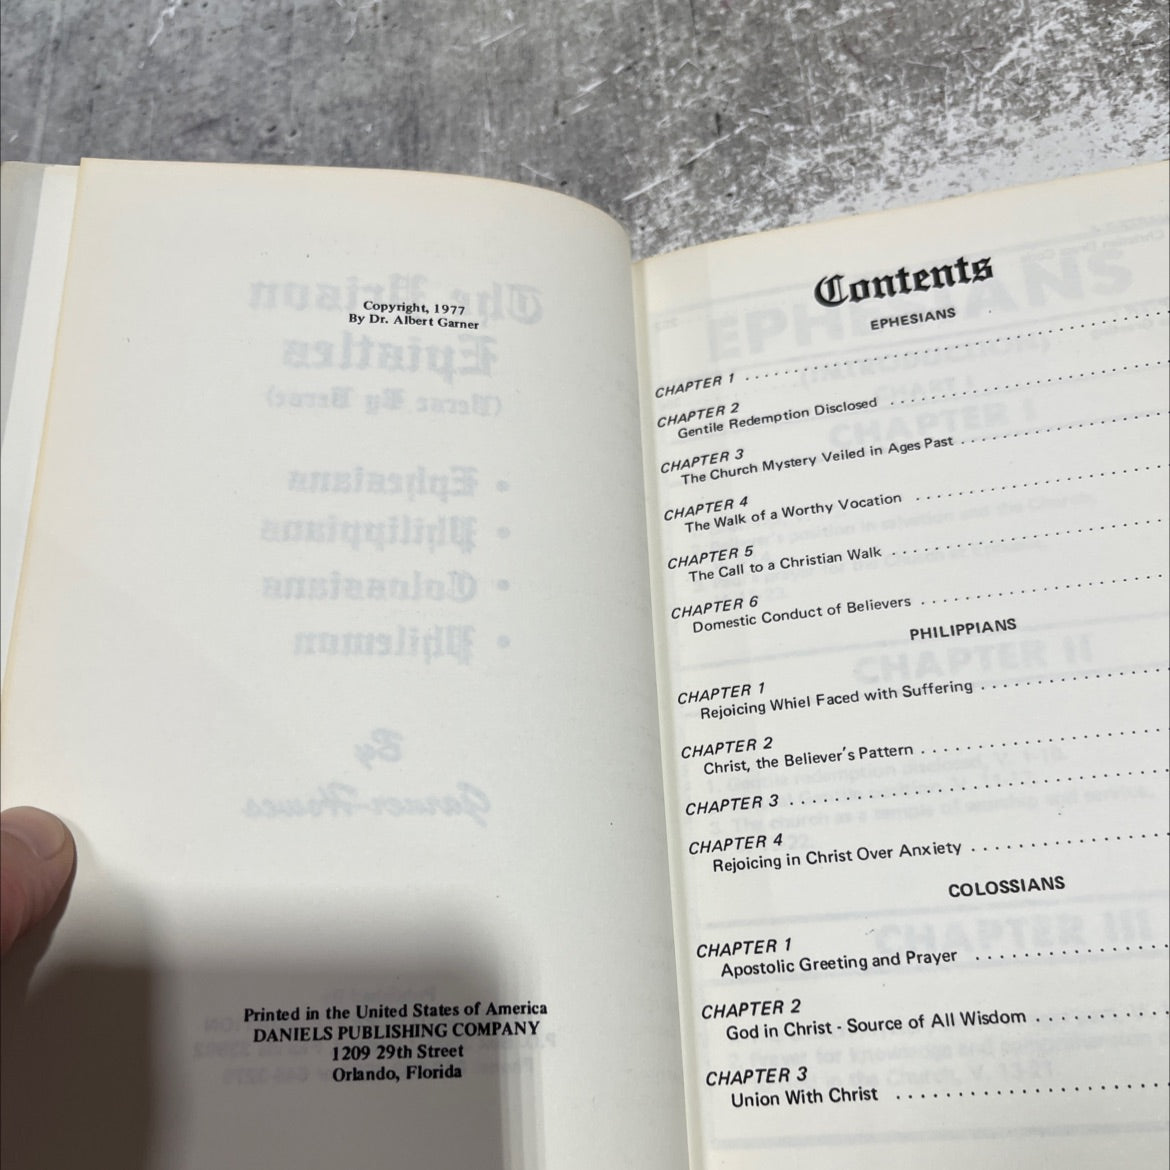 Copyright, 1977
By Dr. Albert Garner
Printed in the United States of America
DANIELS PUBLISHING COMPANY
1209 29th Street
Orlando, Florida
Contents
EPHESIANS
CHAPTER 1
CHAPTER 2
Gentile Redemption Disclosed
CHAPTER 3
The Church Mystery Veiled in Ages Past
CHAPTER 4
The Walk of a Worthy Vocation
CHAPTER 5
The Call to a Christian Walk
CHAPTER 6
Domestic Conduct of Believers
PHILIPPIANS
CHAPTER 1
Rejoicing Whiel Faced with Suffering
CHAPTER 2
Christ, the Believer's Pattern
CHAPTER 3
CHAPTER 4
Rejoicing in Christ Over Anxiety
COLOSSIANS
CHAPTER 1
Apostolic Greeting and Prayer
CHAPTER 2
God in Christ - Source of All Wisdom
CHAPTER 3
Union With Christ